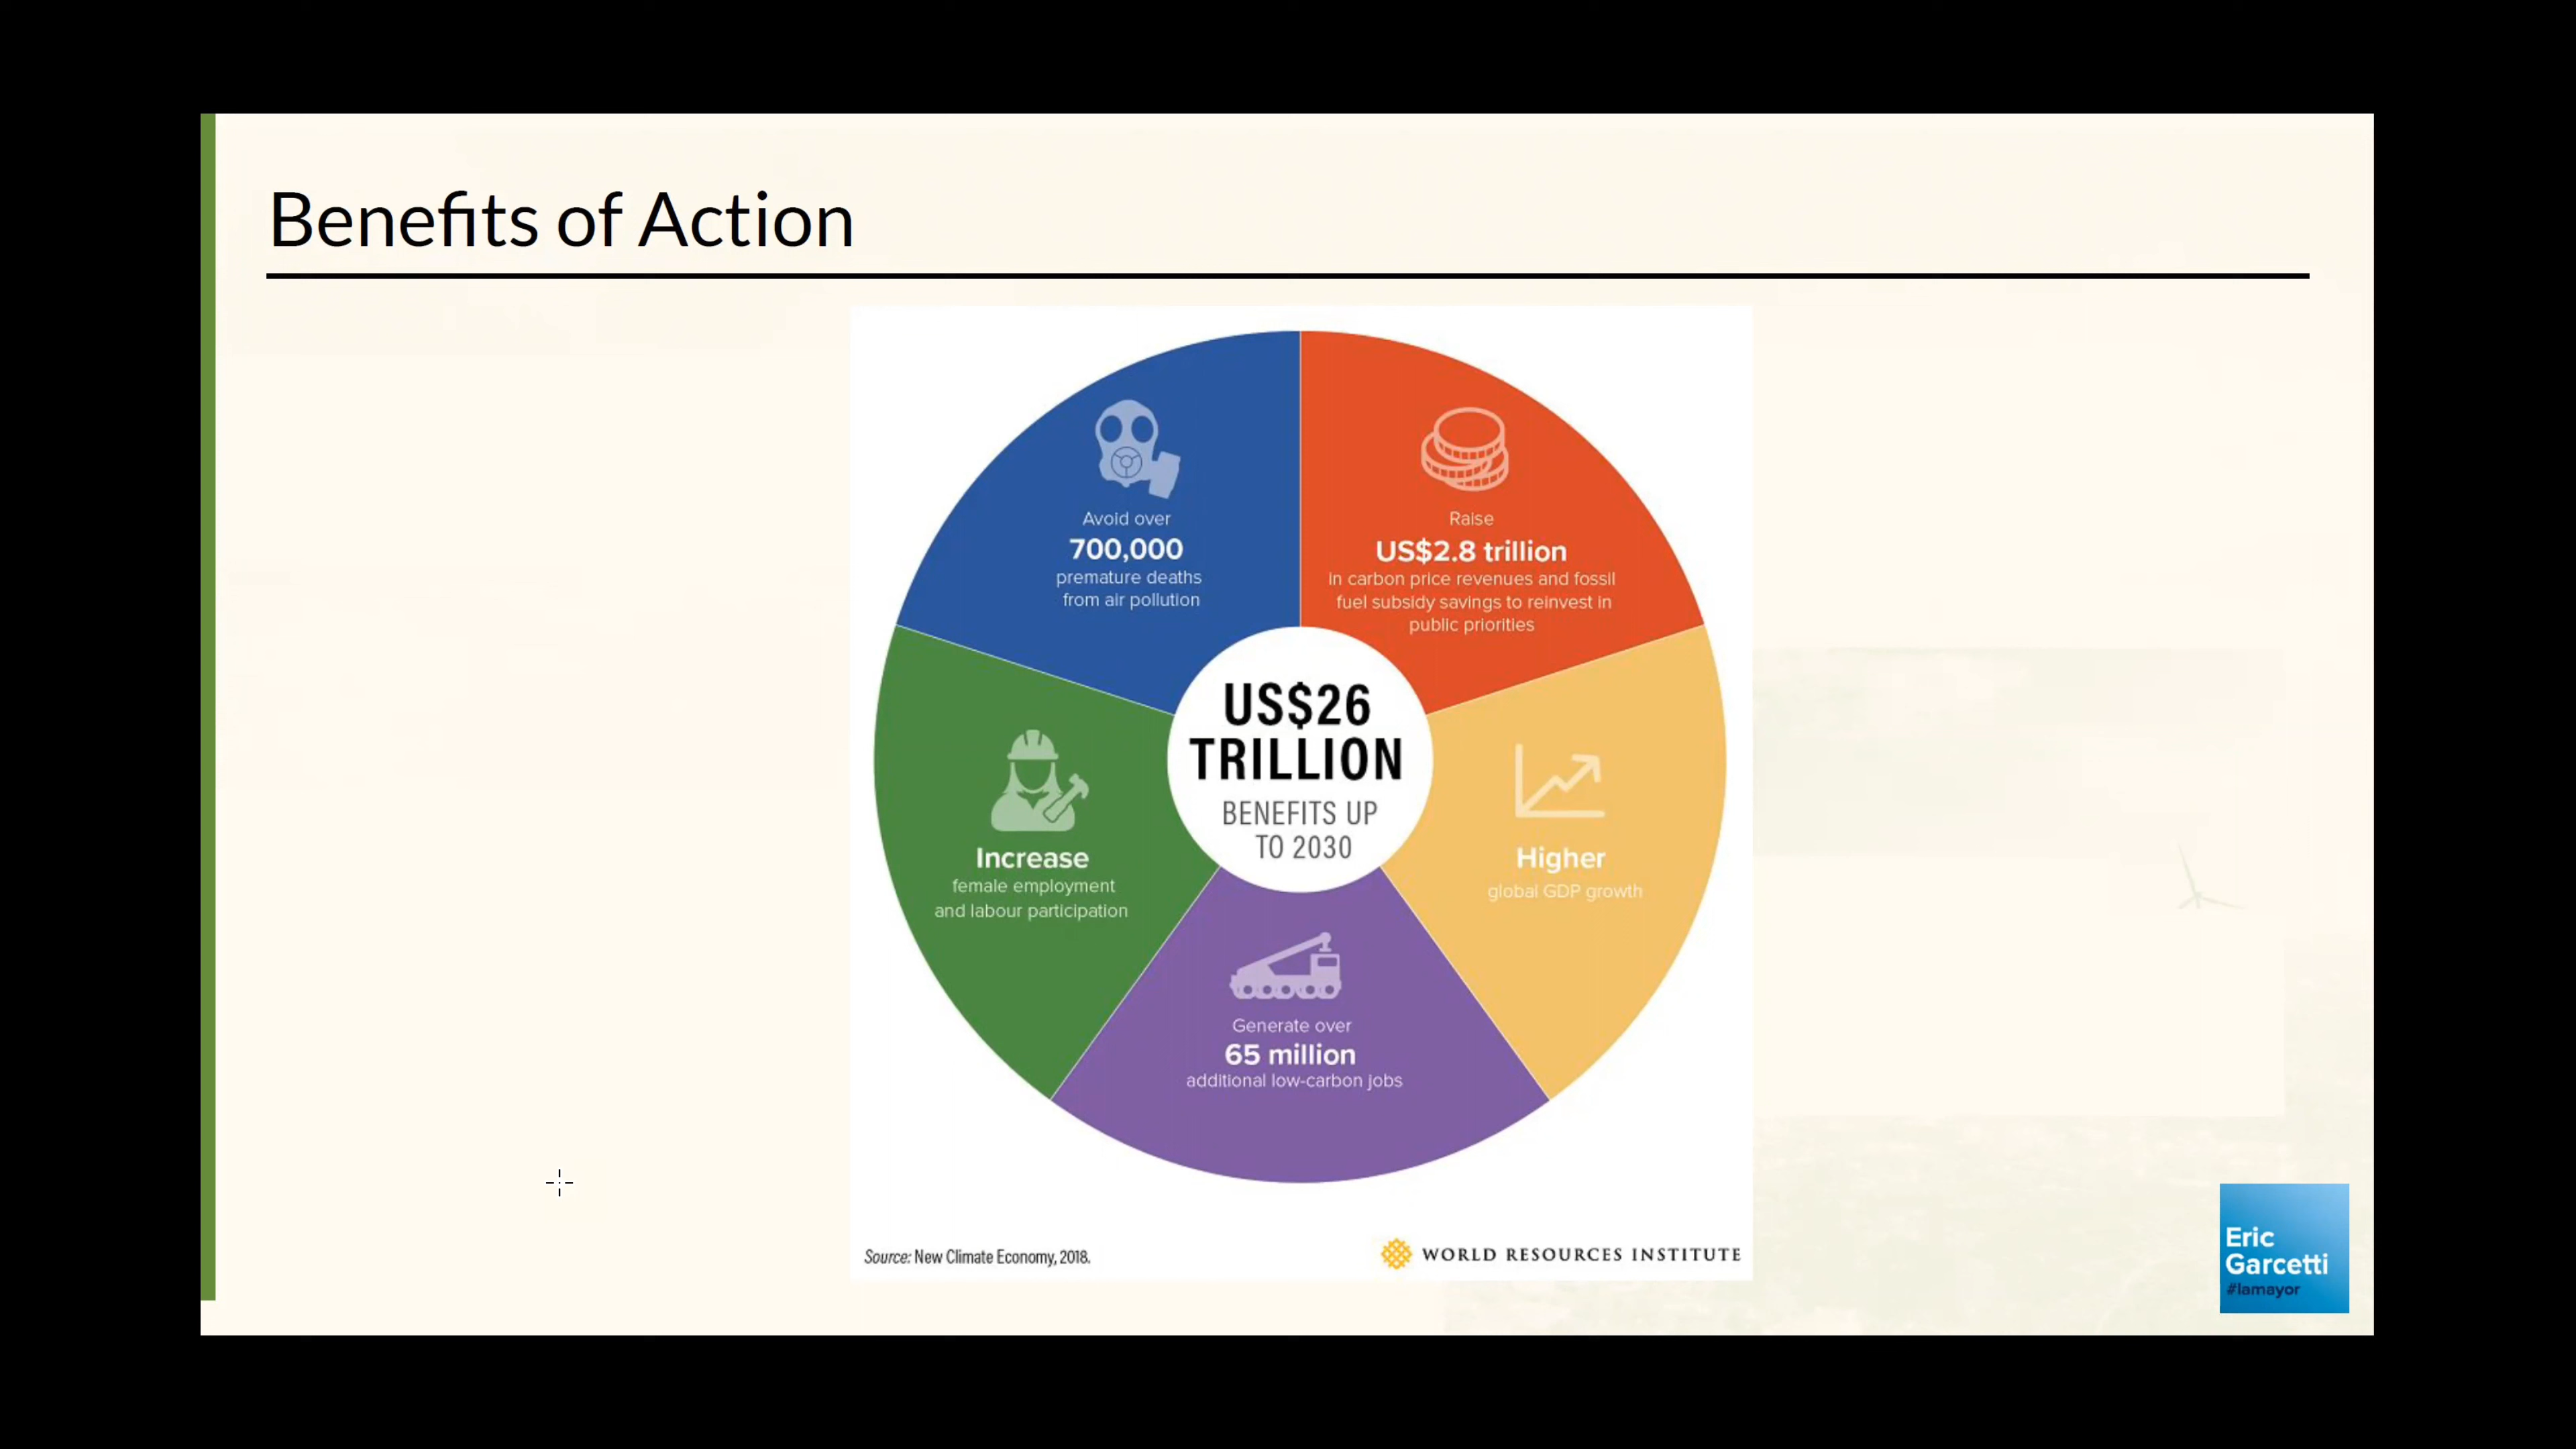 Benefits of Action
Avoid over
700,000
premature deaths
from air pollution
Raise
US$2.8 trillion
in carbon price revenues and fossil
fuel subsidy savings to reinvest in
public priorities
US$26
TRILLION
BENEFITS UP
TO 2030
Increase
female employment
and labour participation
Higher
global GDP growth
Generate over
65 million
additional low-carbon jobs
Source: New Climate Economy, 2018.
WORLD RESOURCES INSTITUTE
Eric
Garcetti
#lamayor